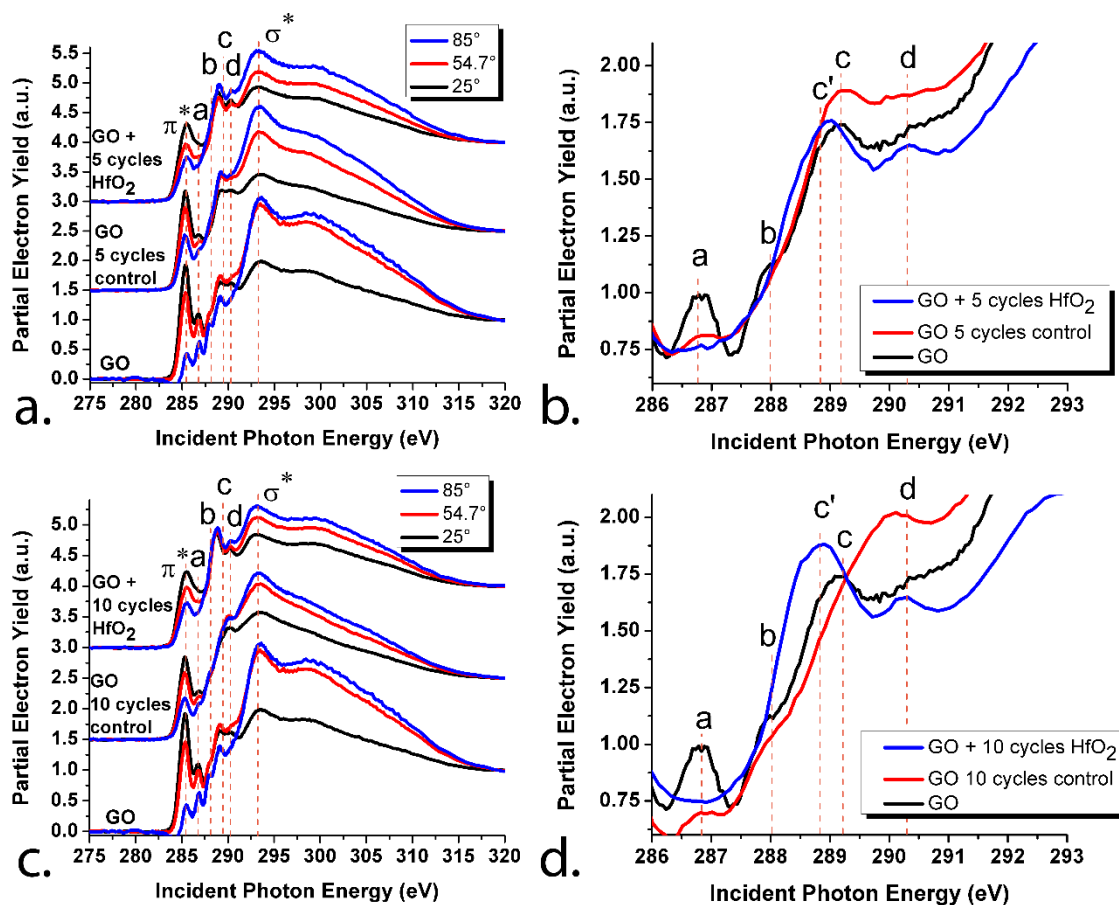 a.
Partial Electron Yield (a.u.)
5.5
5.0
4.5
4.0
3.5
3.0
2.5
2.0
1.5
1.0
0.5
0.0
π*
a
b
c
d
σ*
85°
54.7°
25°
GO +
5 cycles
HfO2
GO
5 cycles
control
GO
275 280 285 290 295 300 305 310 315 320
Incident Photon Energy (eV)
b.
Partial Electron Yield (a.u.)
2.00
1.75
1.50
1.25
1.00
0.75
a
b
c'
c
d
GO + 5 cycles HfO2
GO 5 cycles control
GO
286 287 288 289 290 291 292 293
Incident Photon Energy (eV)
c.
Partial Electron Yield (a.u.)
5.0
4.5
4.0
3.5
3.0
2.5
2.0
1.5
1.0
0.5
0.0
π*
a
b
c
d
σ*
85°
54.7°
25°
GO +
10 cycles
HfO2
GO
10 cycles
control
GO
275 280 285 290 295 300 305 310 315 320
Incident Photon Energy (eV)
d.
Partial Electron Yield (a.u.)
2.00
1.75
1.50
1.25
1.00
0.75
a
b
c'
c
d
GO + 10 cycles HfO2
GO 10 cycles control
GO
286 287 288 289 290 291 292 293
Incident Photon Energy (eV)